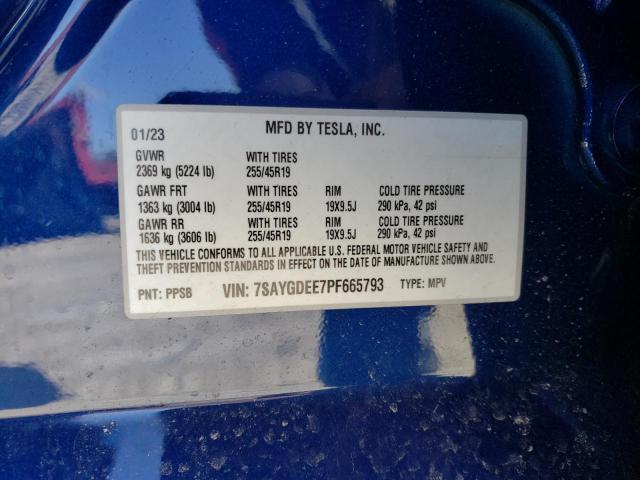 01/23 MFD BY TESLA, INC.
GVWR WITH TIRES
2369 kg (5224 lb) 255/45R19
GAWR FRT WITH TIRES RIM COLD TIRE PRESSURE
1363 kg (3004 lb) 255/45R19 19X9.5J 290 kPa, 42 psi
GAWR RR WITH TIRES RIM COLD TIRE PRESSURE
1636 kg (3606 lb) 255/45R19 19X9.5J 290 kPa, 42 psi
THIS VEHICLE CONFORMS TO ALL APPLICABLE U.S. FEDERAL MOTOR VEHICLE SAFETY AND
THEFT PREVENTION STANDARDS IN EFFECT ON THE DATE OF MANUFACTURE SHOWN ABOVE.
PNT: PPSB VIN: 7SAYGDEE7PF665793 TYPE: MPV